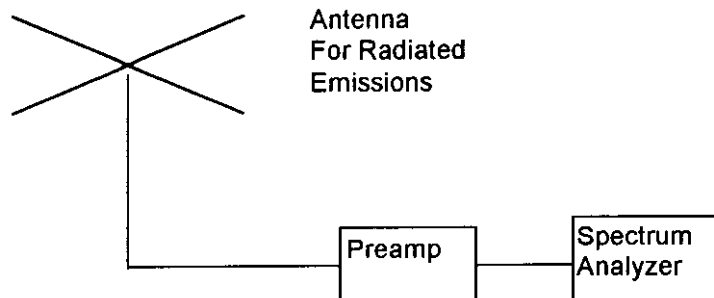 Antenna
For Radiated
Emissions
Preamp
Spectrum
Analyzer